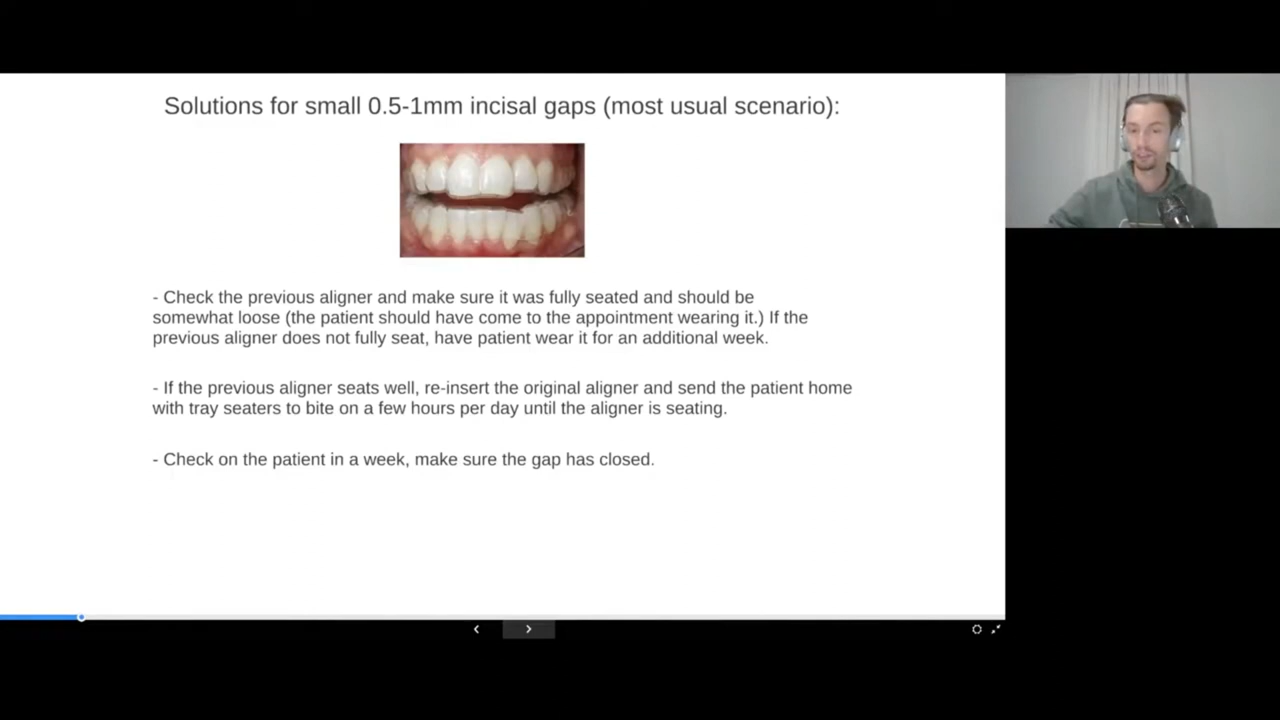 Solutions for small 0.5-1mm incisal gaps (most usual scenario):
- Check the previous aligner and make sure it was fully seated and should be
somewhat loose (the patient should have come to the appointment wearing it.) If the
previous aligner does not fully seat, have patient wear it for an additional week.
- If the previous aligner seats well, re-insert the original aligner and send the patient home
with tray seaters to bite on a few hours per day until the aligner is seating.
- Check on the patient in a week, make sure the gap has closed.